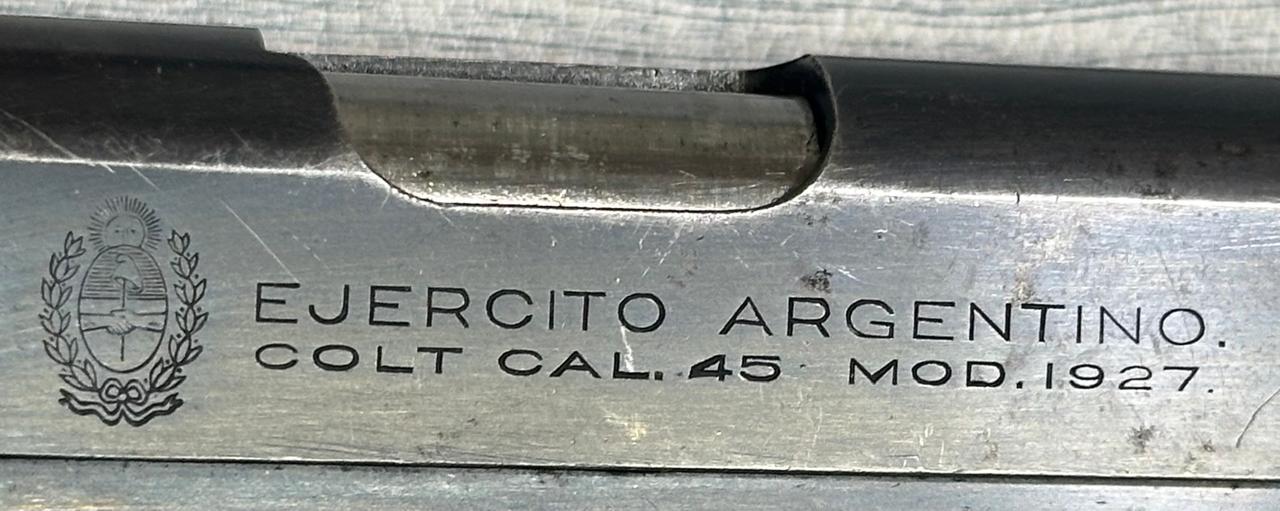 EJERCITO ARGENTINO.
COLT CAL. 45 MOD. 1927.